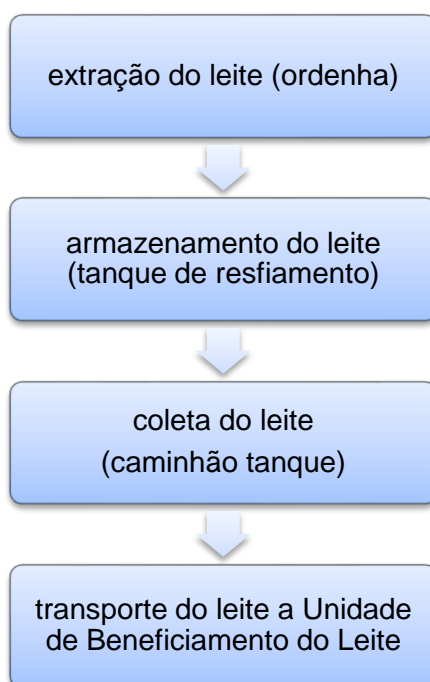 extração do leite (ordenha)
armazenamento do leite
(tanque de resfiamento)
coleta do leite
(caminhão tanque)
transporte do leite a Unidade
de Beneficiamento do Leite